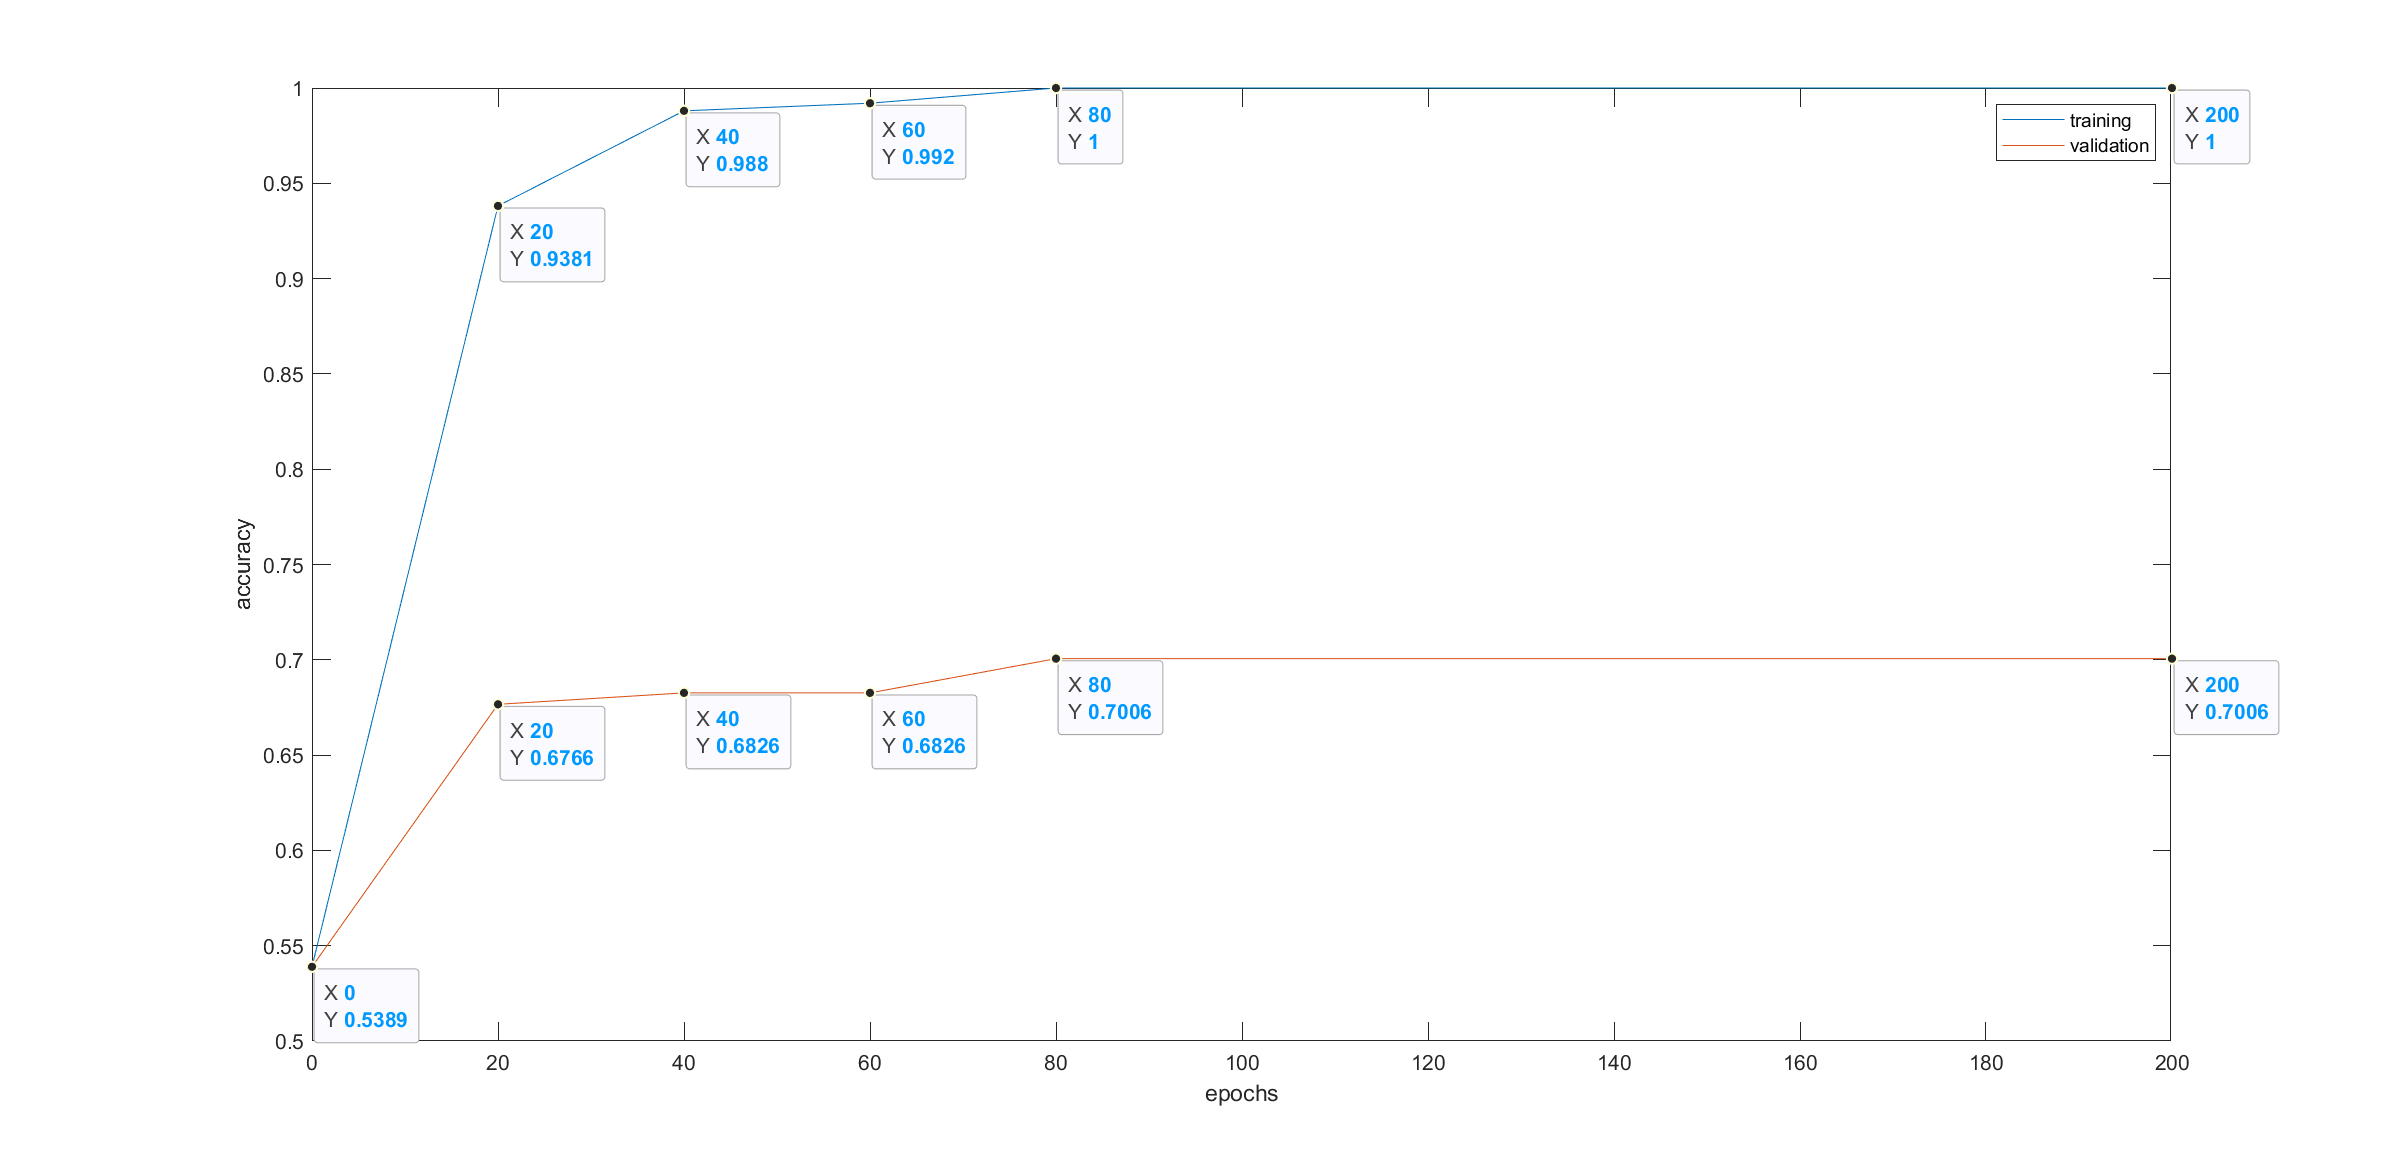 1
0.95
0.9
0.85
0.8
0.75
0.7
0.65
0.6
0.55
0.5
accuracy
0
20
40
60
80
100
120
140
160
180
200
epochs
training
validation
X 0
Y 0.5389
X 20
Y 0.9381
X 40
Y 0.988
X 60
Y 0.992
X 80
Y 1
X 200
Y 1
X 20
Y 0.6766
X 40
Y 0.6826
X 60
Y 0.6826
X 80
Y 0.7006
X 200
Y 0.7006